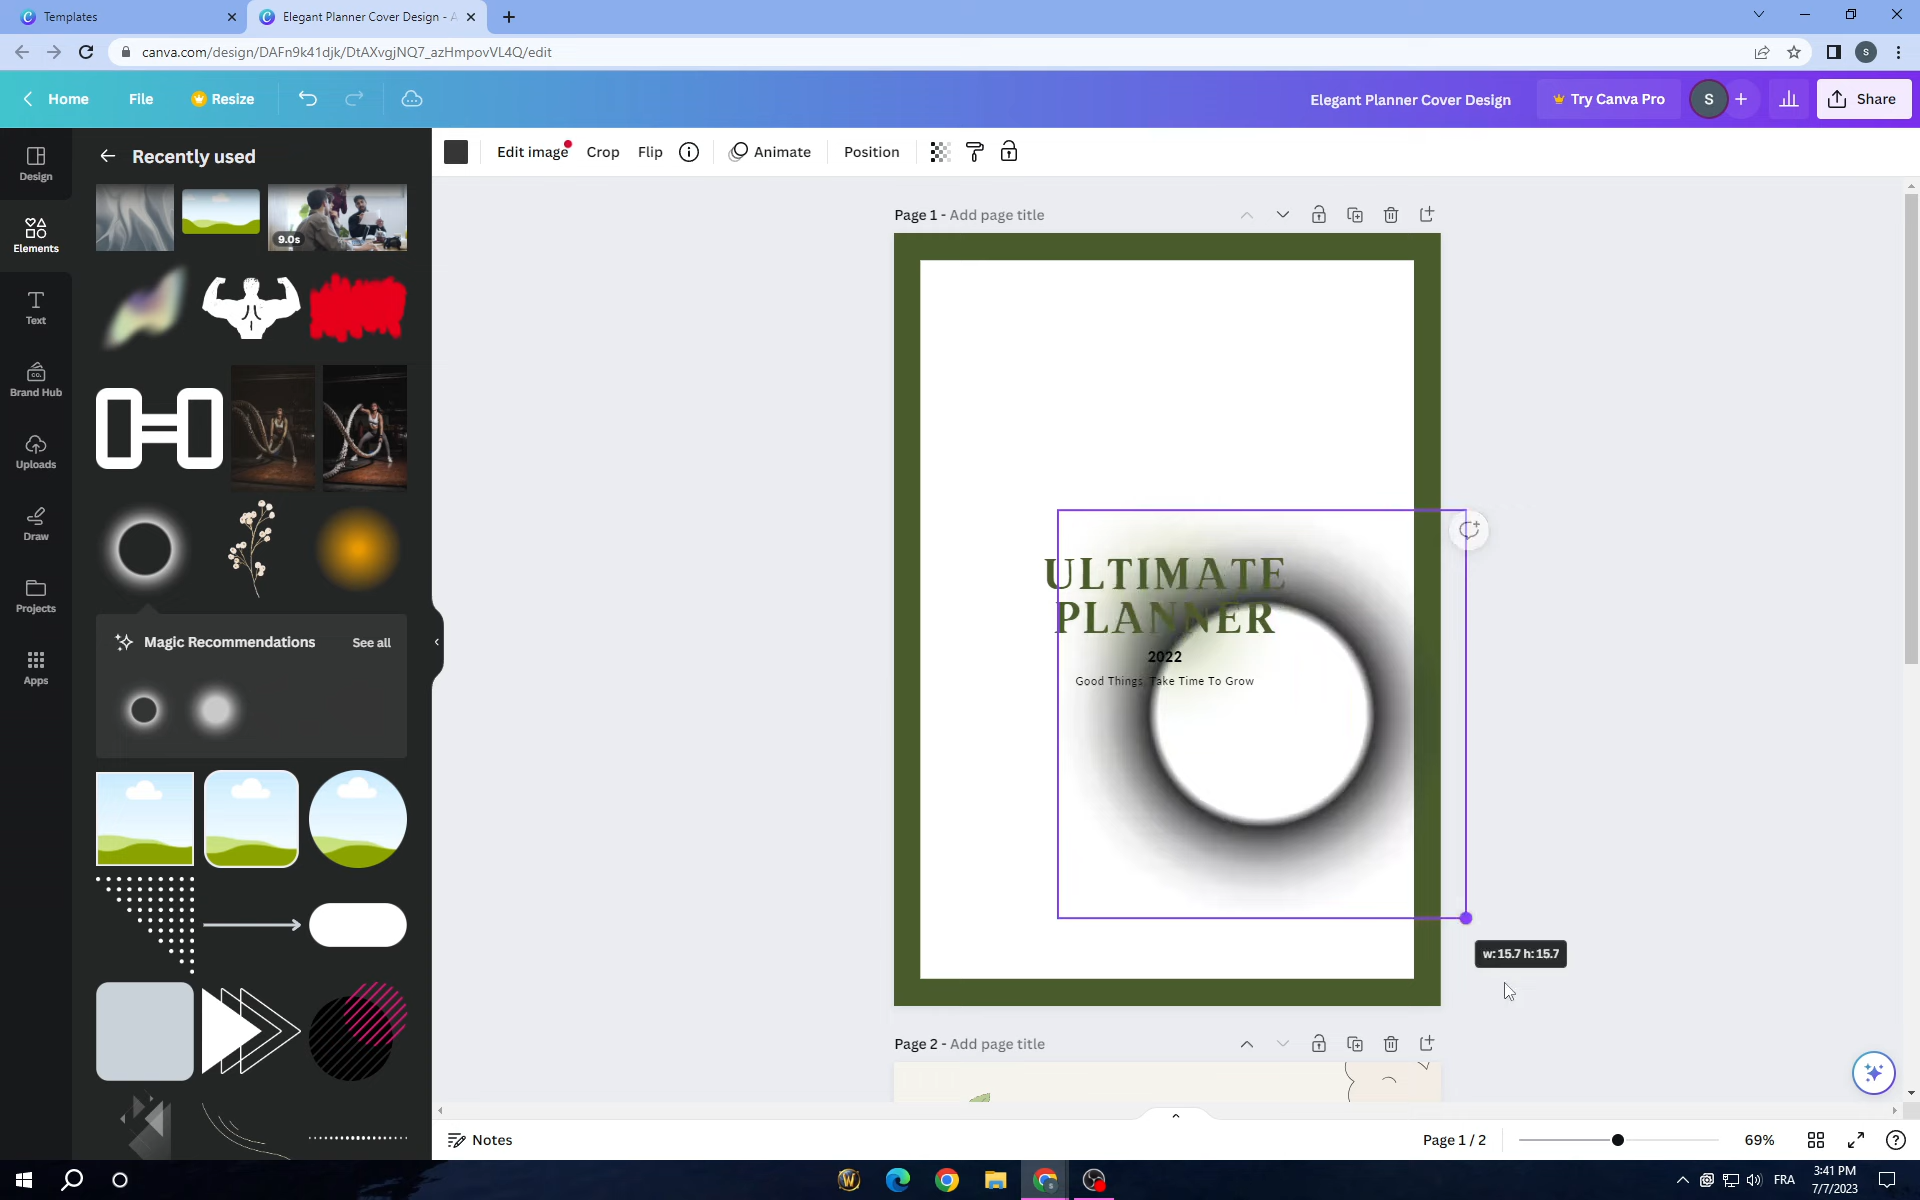 Templates
Elegant Planner Cover Design - A
canva.com/design/DAFn9k41djk/DtAXvgjNQ7_azHmpovVL4Q/edit
S
Home
File
Resize
Elegant Planner Cover Design
Try Canva Pro
S
Share
Design
Elements
Text
Brand Hub
CO.
Uploads
Draw
Projects
Apps
Recently used
9.0s
Magic Recommendations
See all
Edit image
Crop
Flip
Animate
Position
Page 1 - Add page title
ULTIMATE
PLANNER
2022
Good Things, Take Time To Grow
w: 15.7 h: 15.7
Page 2 - Add page title
Notes
Page 1 / 2
69%
FRA
3:41 PM
7/7/2023